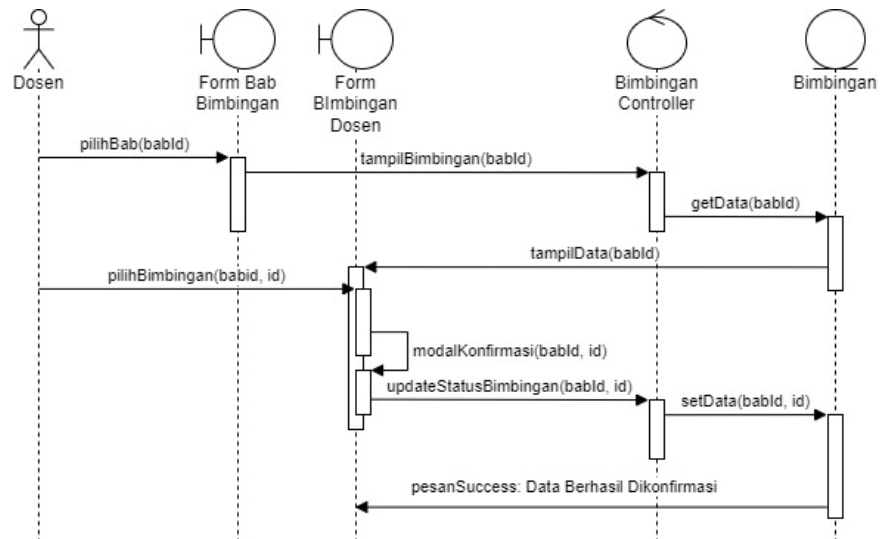 Dosen
Form Bab
Bimbingan
Form
BImbingan
Dosen
Bimbingan
Controller
Bimbingan
pilihBab(babId)
tampilBimbingan(babId)
getData(babId)
tampilData(babId)
pilihBimbingan(babid, id)
modalKonfirmasi(babId, id)
updateStatusBimbingan(babId, id)
setData(babId, id)
pesanSuccess: Data Berhasil Dikonfirmasi